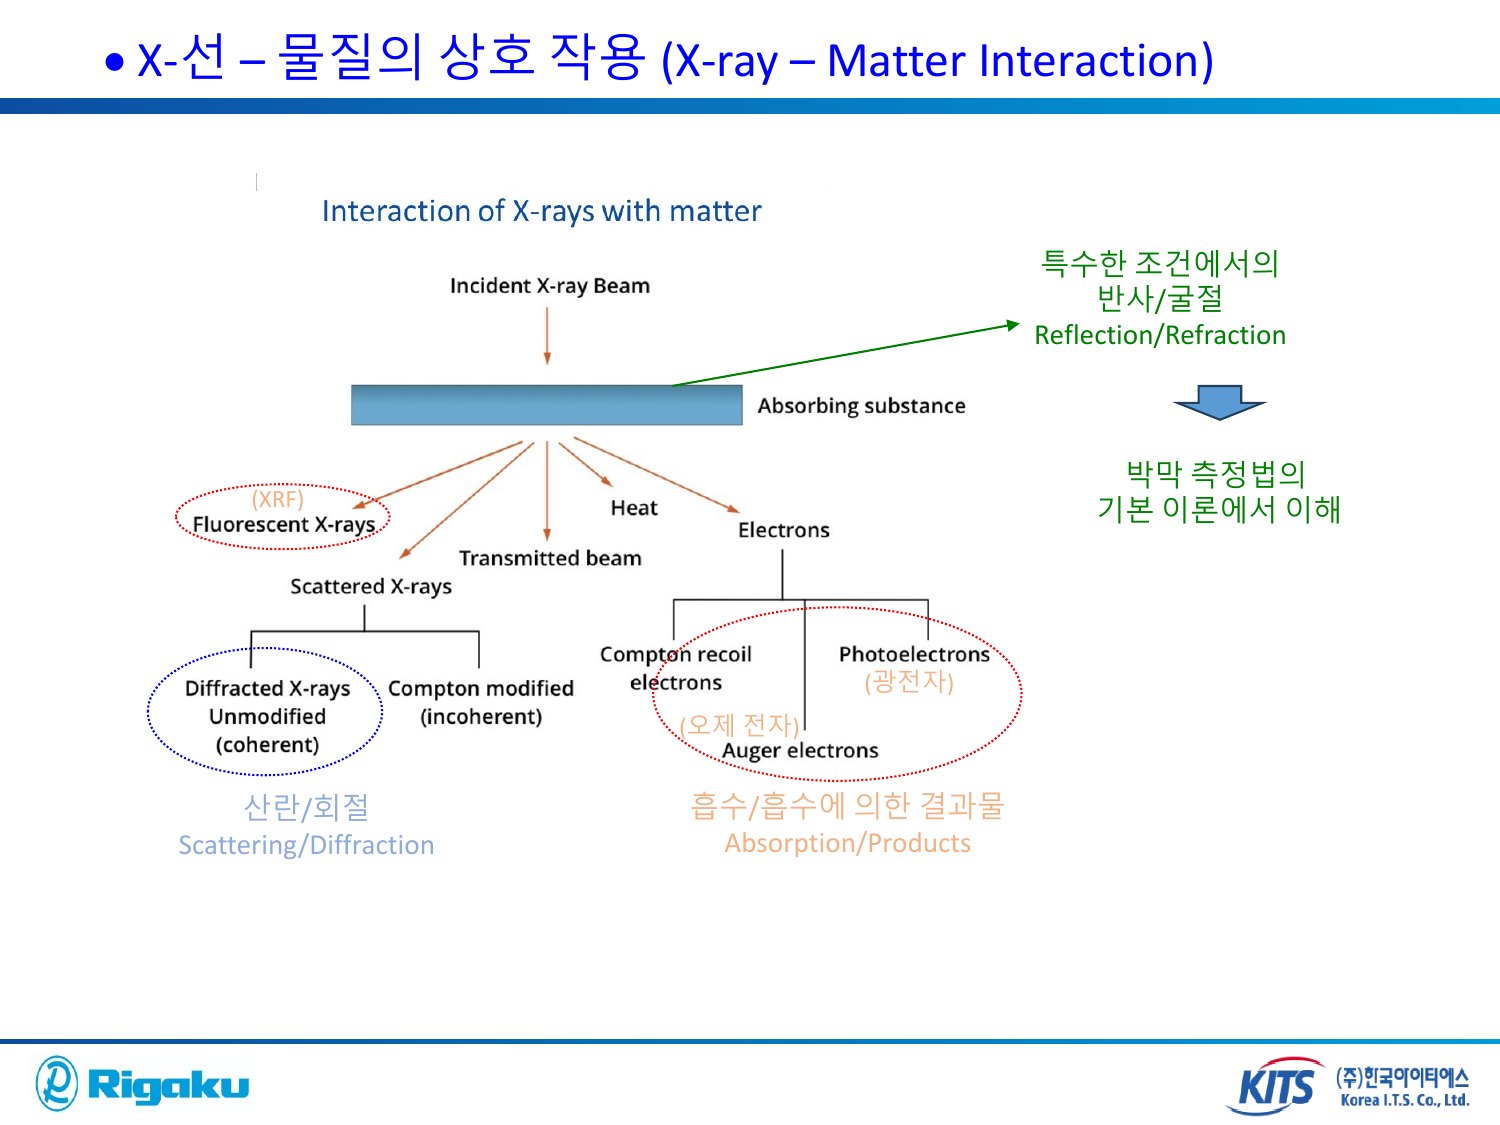 • X-선 – 물질의 상호 작용 (X-ray – Matter Interaction)
Interaction of X-rays with matter
Incident X-ray Beam
특수한 조건에서의
반사/굴절
Reflection/Refraction
Absorbing substance
박막 측정법의
기본 이론에서 이해
(XRF)
Fluorescent X-rays
Heat
Electrons
Transmitted beam
Scattered X-rays
Compton recoil
electrons
Photoelectrons
(광전자)
Diffracted X-rays
Unmodified
(coherent)
Compton modified
(incoherent)
(오제 전자)
Auger electrons
산란/회절
Scattering/Diffraction
흡수/흡수에 의한 결과물
Absorption/Products
Rigaku
KITS
(주)한국아이티에스
Korea I.T.S. Co., Ltd.